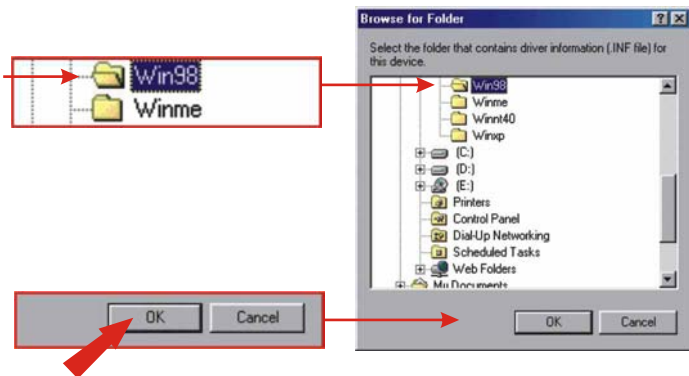 Win98
Winme
OK
Cancel
Browse for Folder
Select the folder that contains driver information (.INF file) for
this device.
Win98
Winme
Winnt40
Winxp
(C:)
(D:)
(E:)
Printers
Control Panel
Dial-Up Networking
Scheduled Tasks
Web Folders
My Documents
OK
Cancel